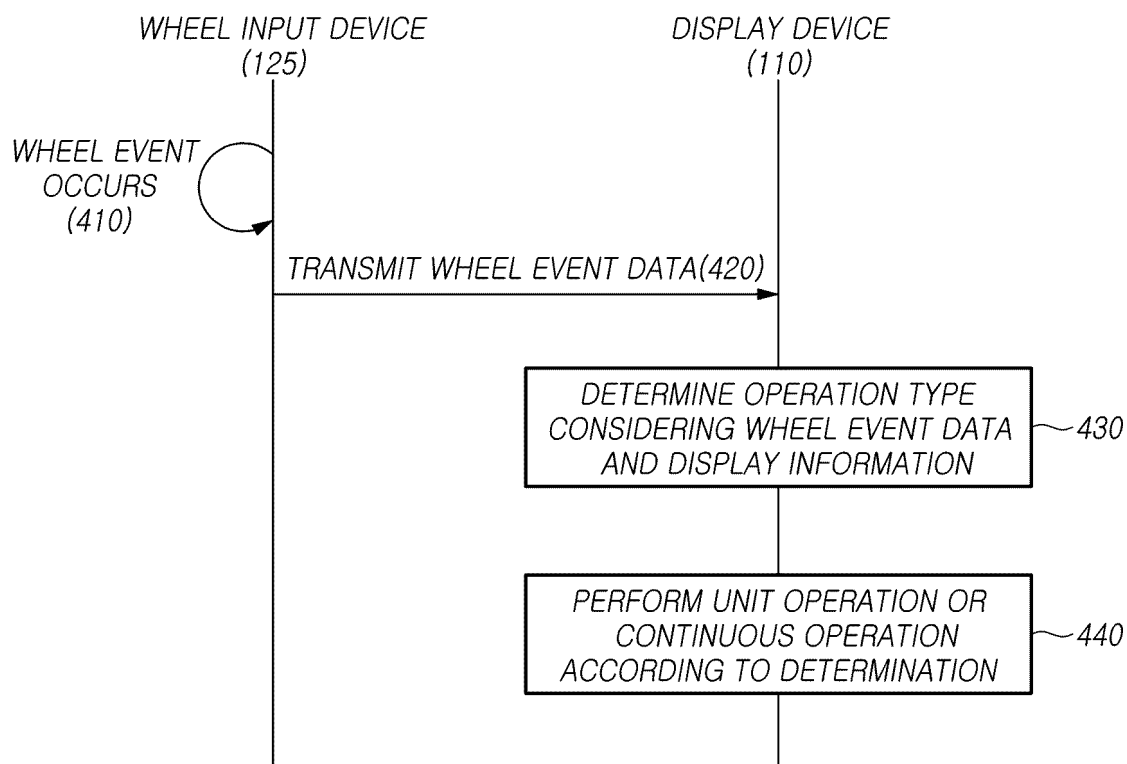 WHEEL INPUT DEVICE
(125)
DISPLAY DEVICE
(110)
WHEEL EVENT
OCCURS
(410)
TRANSMIT WHEEL EVENT DATA(420)
DETERMINE OPERATION TYPE
CONSIDERING WHEEL EVENT DATA
AND DISPLAY INFORMATION
430
PERFORM UNIT OPERATION OR
CONTINUOUS OPERATION
ACCORDING TO DETERMINATION
440